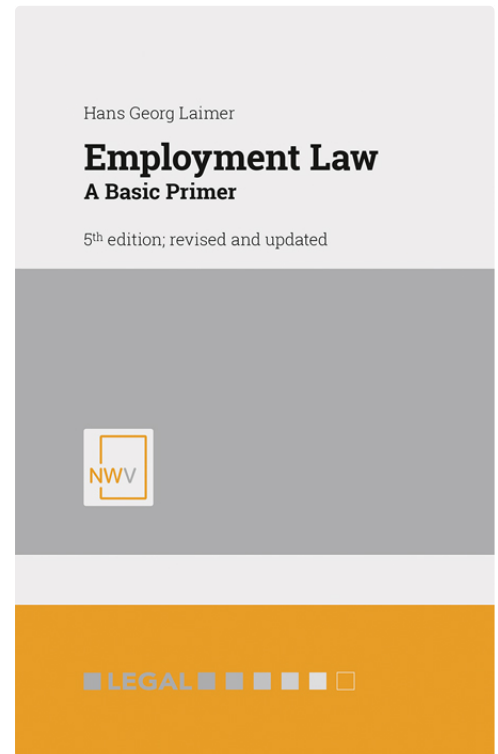 Hans Georg Laimer
Employment Law
A Basic Primer
5th edition; revised and updated
NWV
LEGAL